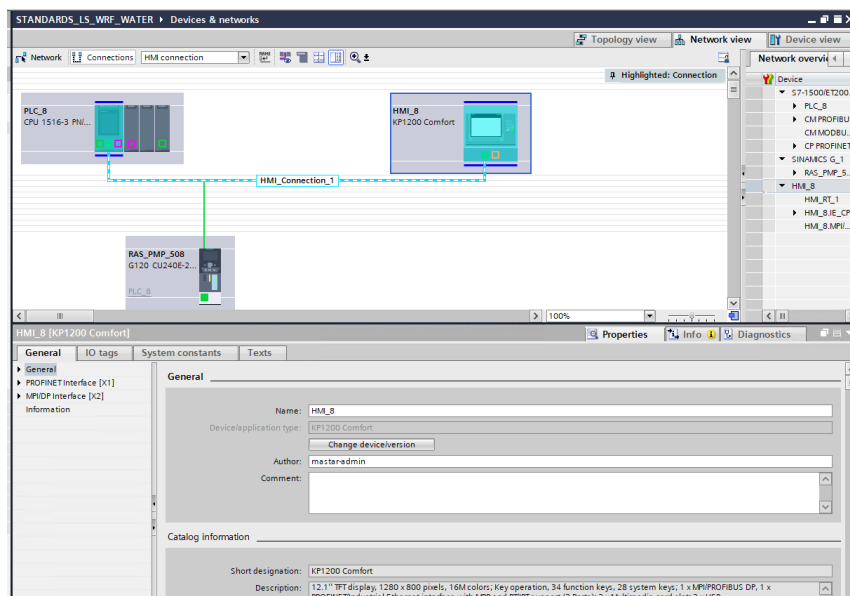 STANDARDS_LS_WRF_WATER ▸ Devices & networks
Topology view Network view Device view
Network Connections HMI connection
Network overvi
Highlighted: Connection
Device
S7-1500/ET200...
PLC_8
CM PROFIBU
CM MODBU...
CP PROFINET
SINAMICS G_1
RAS_PMP_5...
HMI_8
HMI_RT_1
HMI_8.IE_CP
HMI_8.MPI/...
PLC_8
CPU 1516-3 PN/...
HMI_8
KP1200 Comfort
HMI_Connection_1
RAS_PMP_508
G120 CU240E-2...
PLC_8
100%
HMI_8 [KP1200 Comfort]
Properties Info Diagnostics
General IO tags System constants Texts
General
PROFINET Interface [X1]
MPI/DP Interface [X2]
Information
General
Name: HMI_8
Device/application type: KP1200 Comfort
Change device/version
Author: mastar-admin
Comment:
Catalog information
Short designation: KP1200 Comfort
Description: 12.1" TFT display, 1280 x 800 pixels, 16M colors; Key operation, 34 function keys, 28 system keys; 1 x MPI/PROFIBUS DP, 1 x